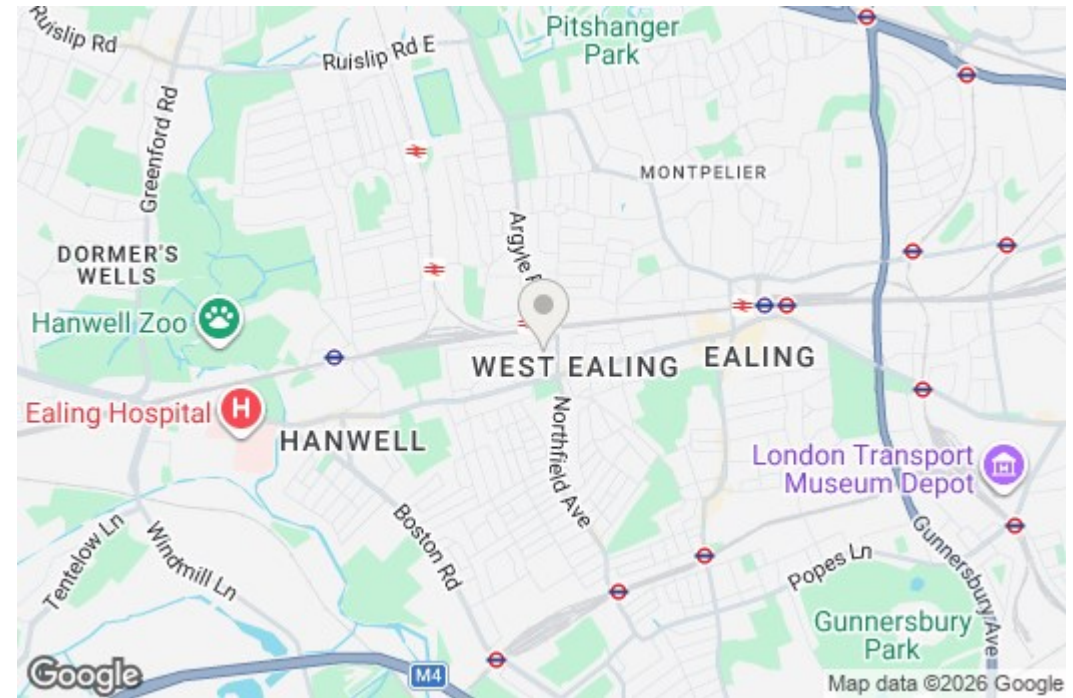 Ruislip Rd
Pitshanger
Park
Ruislip Rd E
Greenford Rd
MONTPELIER
Argyle
DORMER'S
WELLS
Hanwell Zoo
WEST EALING
EALING
Ealing Hospital
H
HANWELL
Northfield Ave
London Transport
Museum Depot
Boston Rd
Tentelow Ln
Windmill Ln
Popes Ln
Gunnersbury Ave
Gunnersbury
Park
M4
Google
Map data ©2026 Google